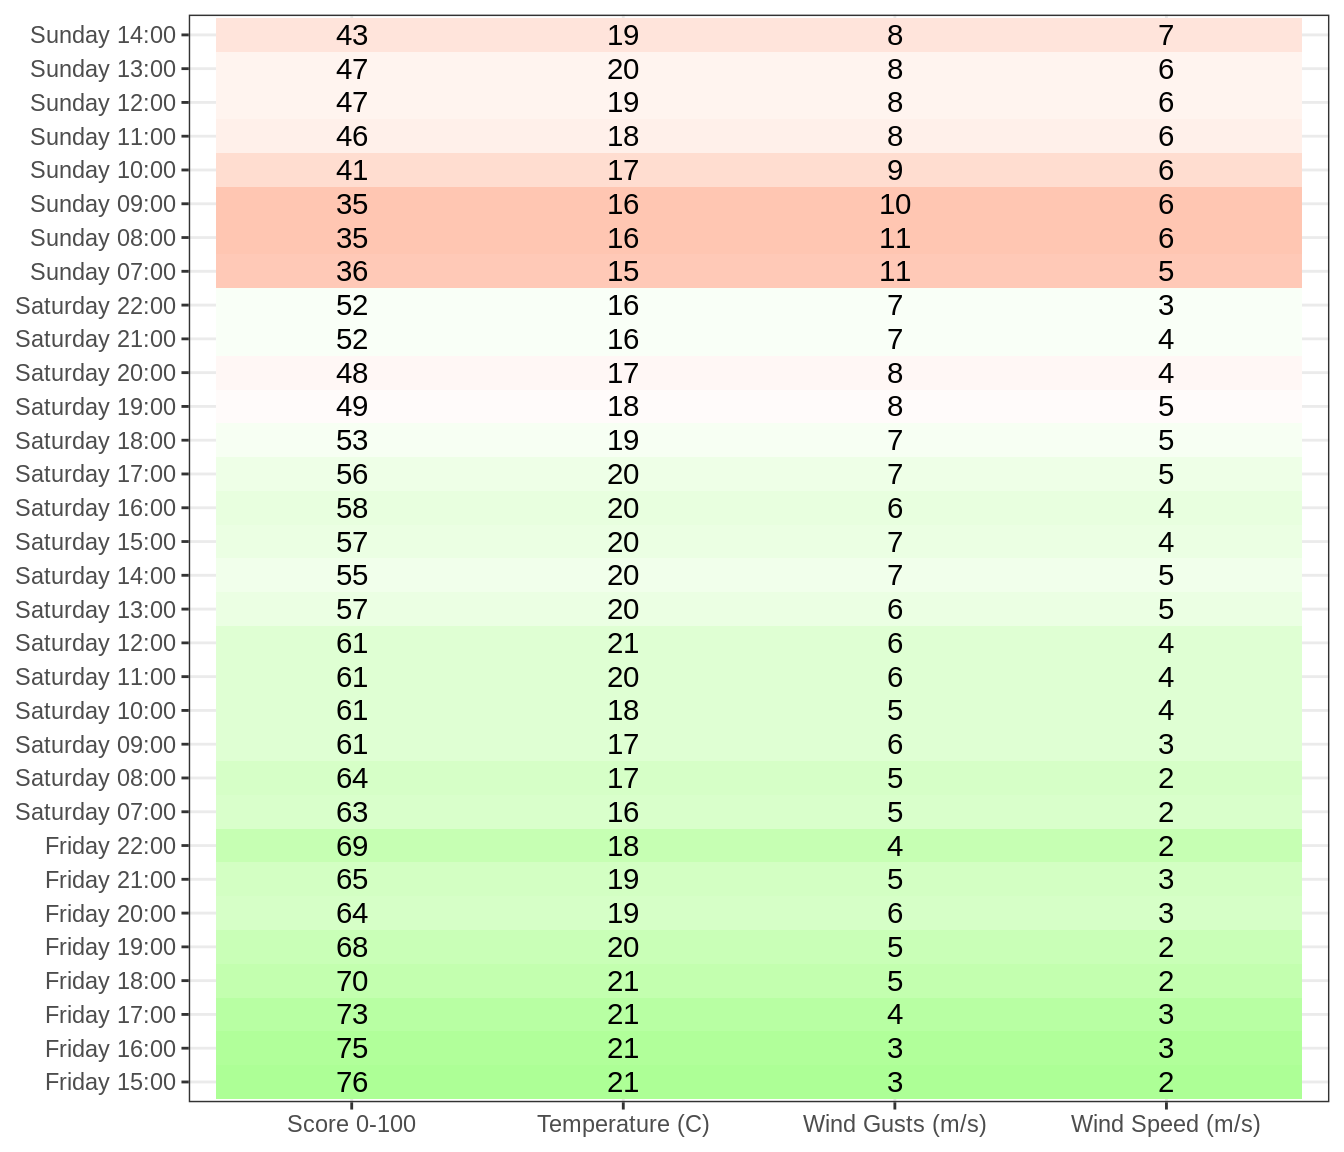 Sunday 14:00 43 19 8 7
Sunday 13:00 47 20 8 6
Sunday 12:00 47 19 8 6
Sunday 11:00 46 18 8 6
Sunday 10:00 41 17 9 6
Sunday 09:00 35 16 10 6
Sunday 08:00 35 16 11 6
Sunday 07:00 36 15 11 5
Saturday 22:00 52 16 7 3
Saturday 21:00 52 16 7 4
Saturday 20:00 48 17 8 4
Saturday 19:00 49 18 8 5
Saturday 18:00 53 19 7 5
Saturday 17:00 56 20 7 5
Saturday 16:00 58 20 6 4
Saturday 15:00 57 20 7 4
Saturday 14:00 55 20 7 5
Saturday 13:00 57 20 6 5
Saturday 12:00 61 21 6 4
Saturday 11:00 61 20 6 4
Saturday 10:00 61 18 5 4
Saturday 09:00 61 17 6 3
Saturday 08:00 64 17 5 2
Saturday 07:00 63 16 5 2
Friday 22:00 69 18 4 2
Friday 21:00 65 19 5 3
Friday 20:00 64 19 6 3
Friday 19:00 68 20 5 2
Friday 18:00 70 21 5 2
Friday 17:00 73 21 4 3
Friday 16:00 75 21 3 3
Friday 15:00 76 21 3 2
Score 0-100 Temperature (C) Wind Gusts (m/s) Wind Speed (m/s)